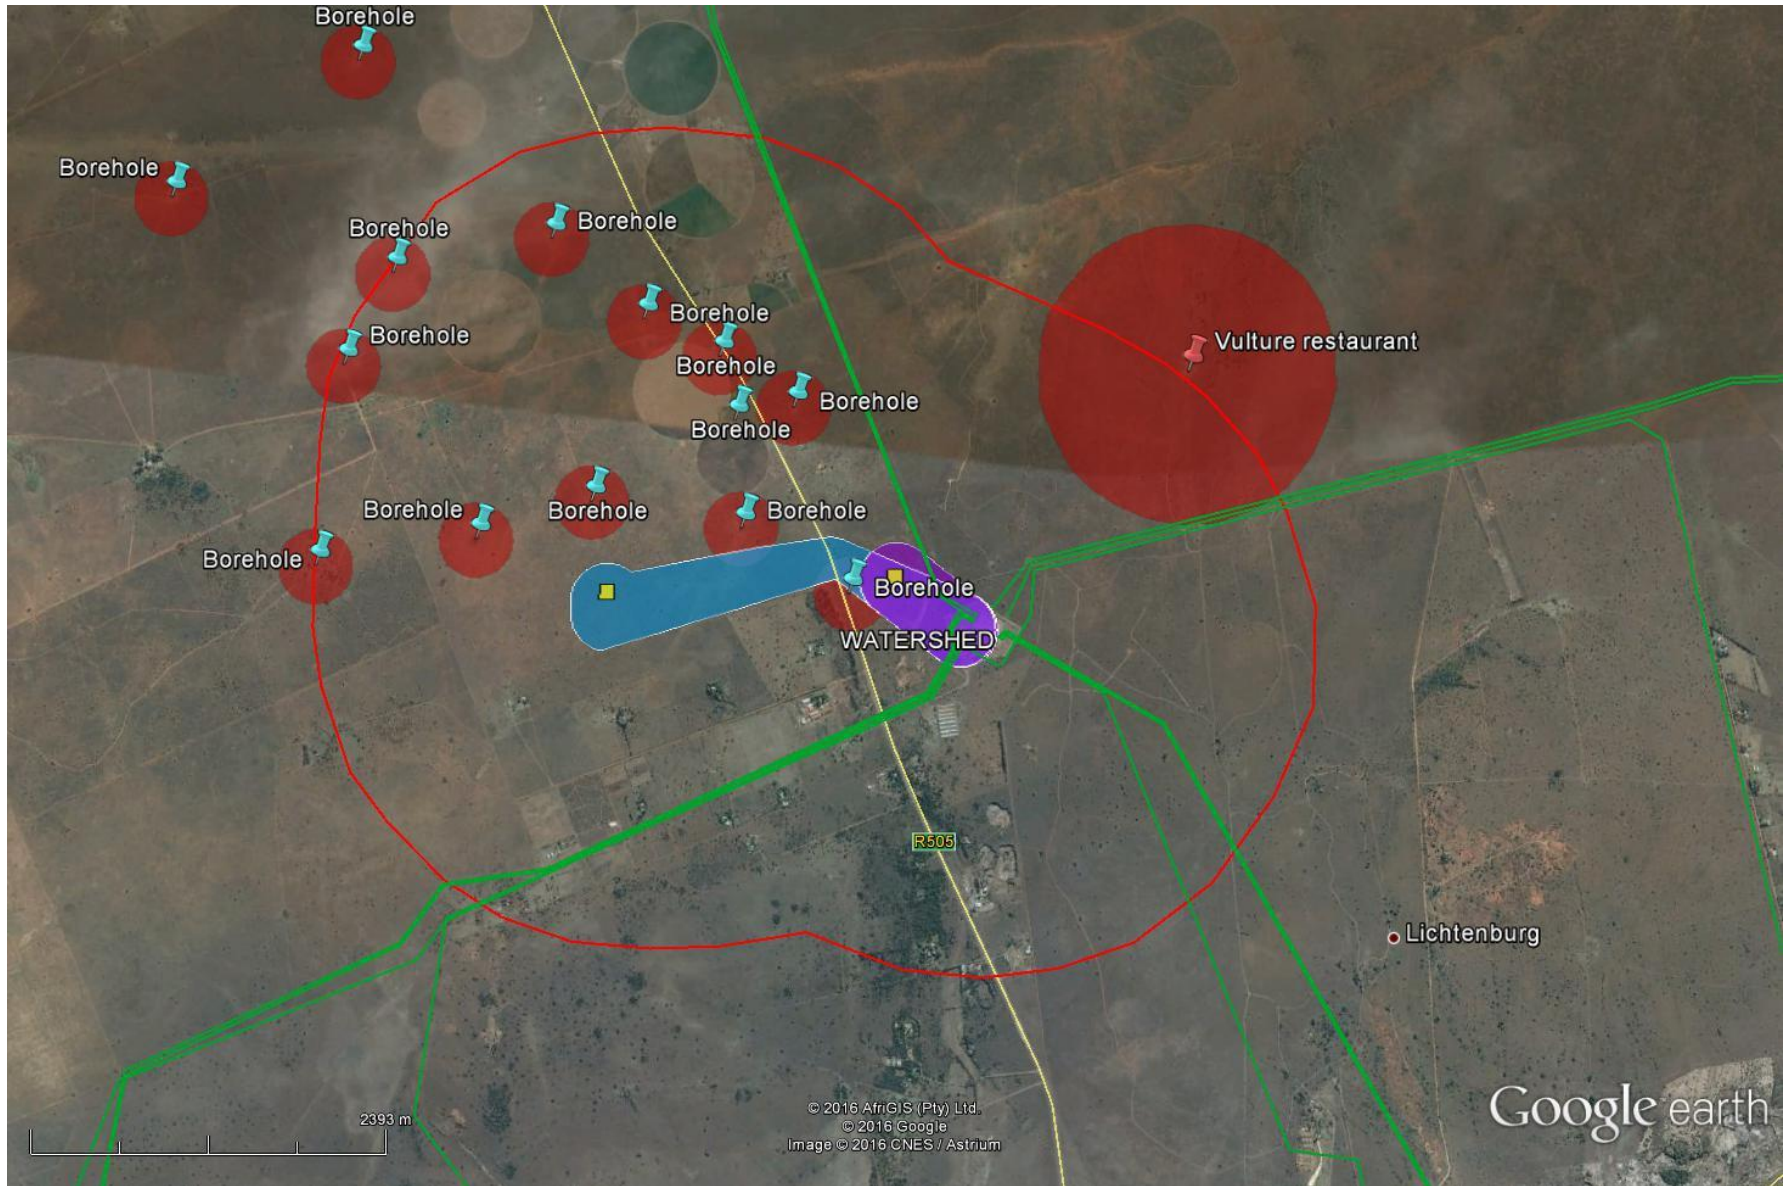 Borehole
Borehole
Borehole
Borehole
Borehole
Borehole
Borehole
Vulture restaurant
Borehole
Borehole
Borehole
Borehole
Borehole
Borehole
Borehole
WATERSHED
R505
Lichtenburg
2393 m
© 2016 AfriGIS (Pty) Ltd.
© 2016 Google
Image © 2016 CNES / Astrium
Google earth